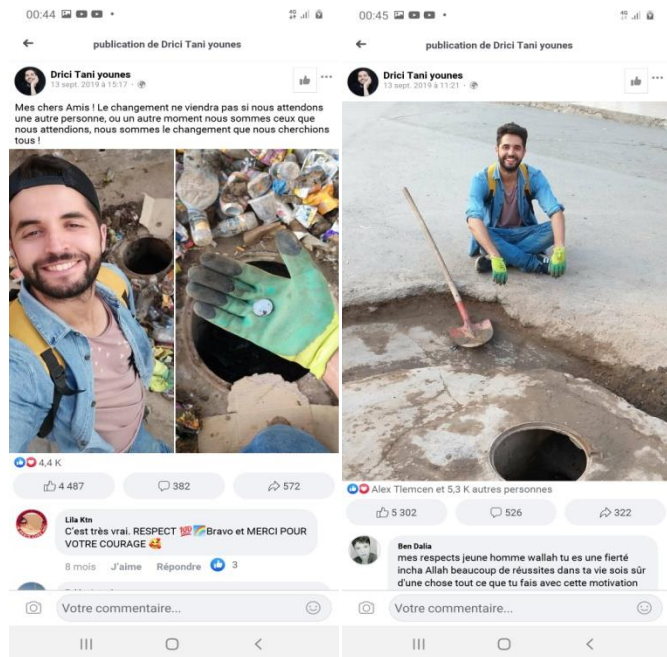 00:44
publication de Drici Tani younes
Drici Tani younes
13 sept. 2019 à 15:17
Mes chers Amis ! Le changement ne viendra pas si nous attendons
une autre personne, ou un autre moment nous sommes ceux que
nous attendions, nous sommes le changement que nous cherchions
tous !
4,4 K
4 487
382
572
Lila Ktn
C'est très vrai. RESPECT 💯🌈Bravo et MERCI POUR
VOTRE COURAGE 🥰
8 mois J'aime Répondre 3
Votre commentaire...
00:45
publication de Drici Tani younes
Drici Tani younes
13 sept. 2019 à 11:21
Alex Tlemcen et 5,3 K autres personnes
5 302
526
322
Ben Dalia
mes respects jeune homme wallah tu es une fierté
incha Allah beaucoup de réussites dans ta vie sois sûr
d'une chose tout ce que tu fais avec cette motivation
Votre commentaire...